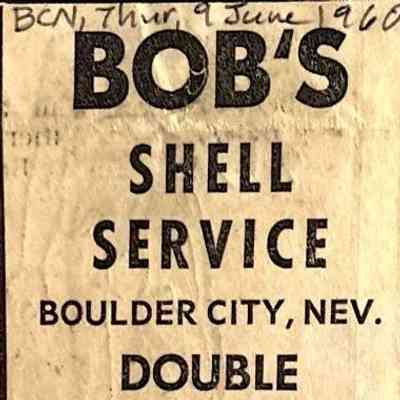 BCN, Thur, 9 June 1960
BOB'S
SHELL
SERVICE
BOULDER CITY, NEV.
DOUBLE